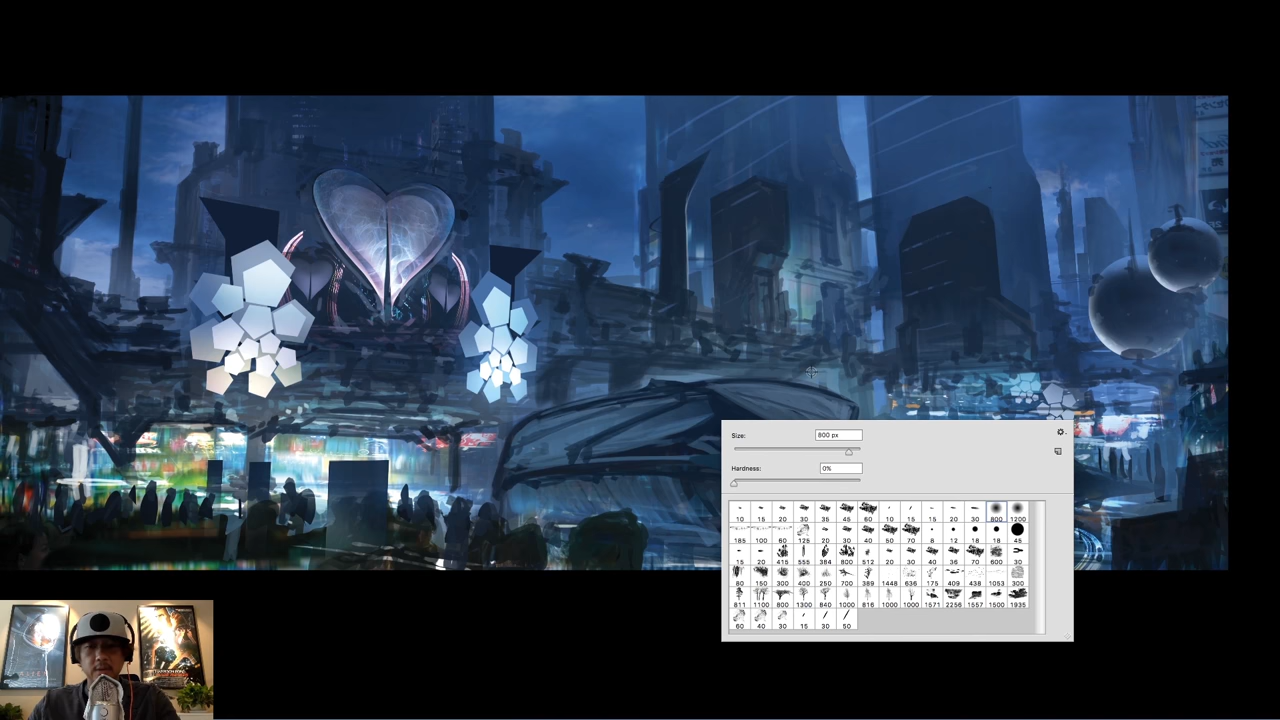 Size:
800 px
Hardness:
0%
10 15 20 30 35 45 60 10 15 15 20 30 800 1200
185 100 60 128 20 30 40 50 70 8 12 18 18 45
15 20 415 555 384 800 512 20 30 40 36 70 600 30
80 150 300 400 250 700 389 1448 636 175 409 438 1053 300
811 1100 800 1300 840 1000 816 1000 1000 1571 2256 1557 1500 1935
60 40 30 15 30 50